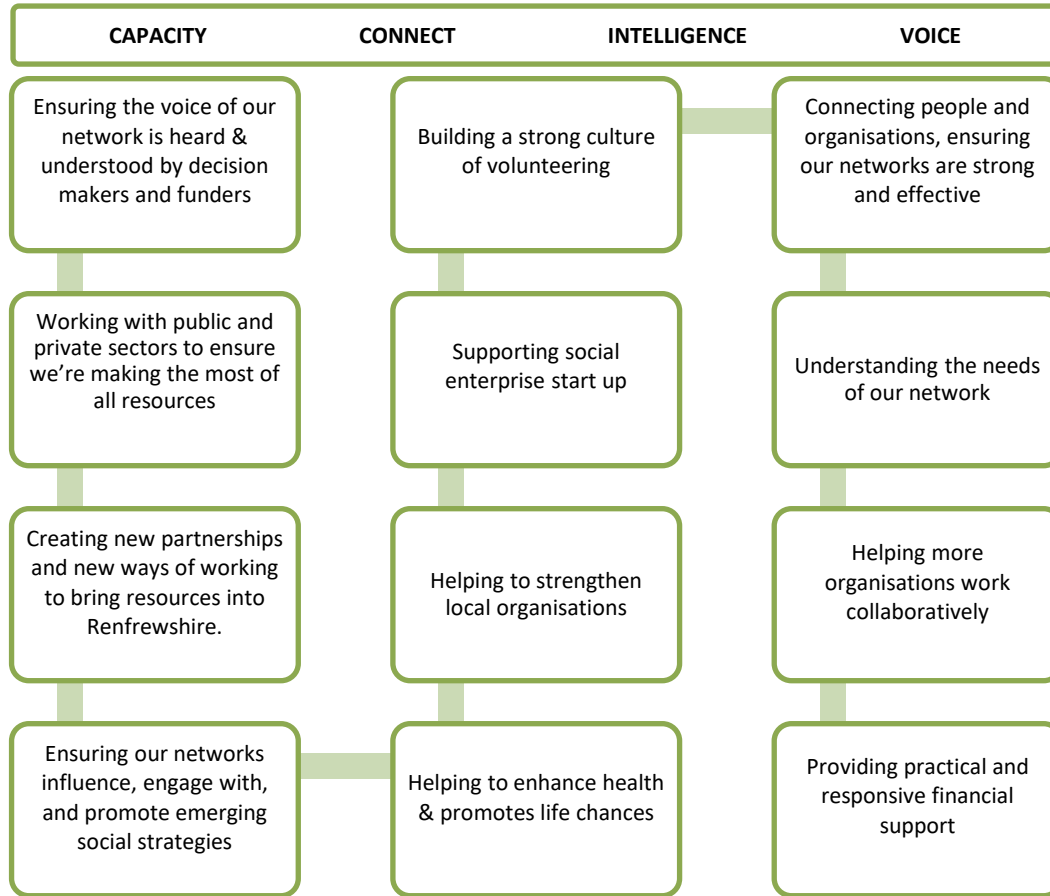 CAPACITY CONNECT INTELLIGENCE VOICE
Ensuring the voice of our
network is heard &
understood by decision
makers and funders
Working with public and
private sectors to ensure
we’re making the most of
all resources
Creating new partnerships
and new ways of working
to bring resources into
Renfrewshire.
Ensuring our networks
influence, engage with,
and promote emerging
social strategies
Helping to enhance health
& promotes life chances
Helping to strengthen
local organisations
Supporting social
enterprise start up
Building a strong culture
of volunteering
Connecting people and
organisations, ensuring
our networks are strong
and effective
Understanding the needs
of our network
Helping more
organisations work
collaboratively
Providing practical and
responsive financial
support